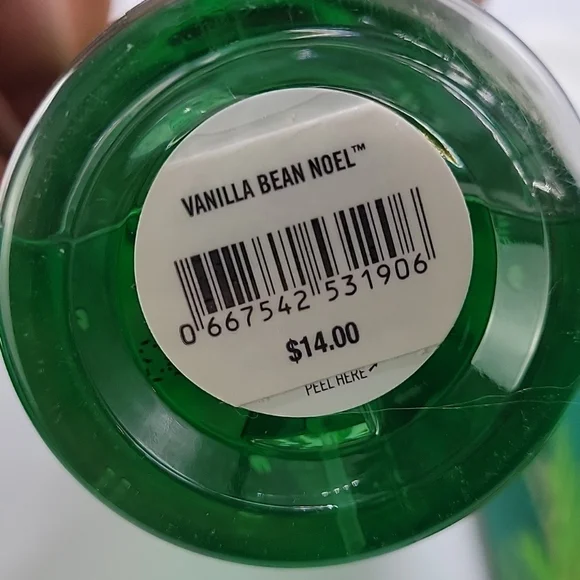 VANILLA BEAN NOEL™
0 667542 531906
$14.00
PEEL HERE